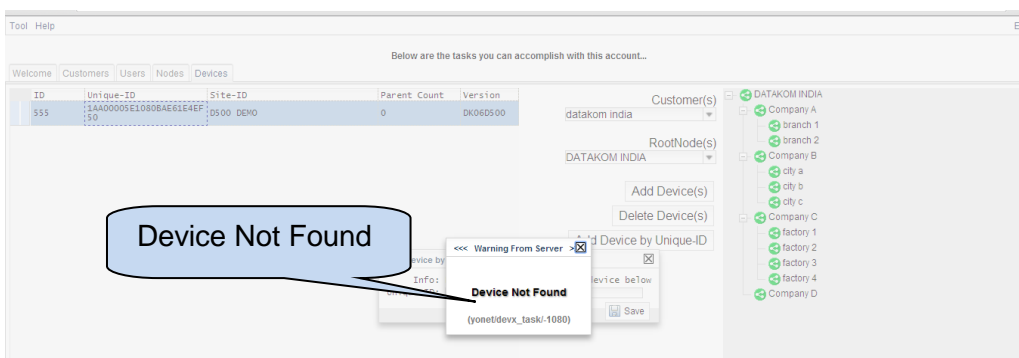 Tool Help
Below are the tasks you can accomplish with this account...
Welcome Customers Users Nodes Devices
ID Unique-ID Site-ID Parent Count Version
555 1AA00005E1080BAE61E4EF
50 D500 DEMO 0 DK06D500
Customer(s)
datakom india
RootNode(s)
DATAKOM INDIA
Add Device(s)
Delete Device(s)
Add Device by Unique-ID
DATAKOM INDIA
Company A
branch 1
branch 2
Company B
city a
city b
city c
Company C
factory 1
factory 2
factory 3
factory 4
Company D
Device Not Found
<<< Warning From Server >
Device Not Found
(yonet/devx_task/-1080)
Info:
device below
Save